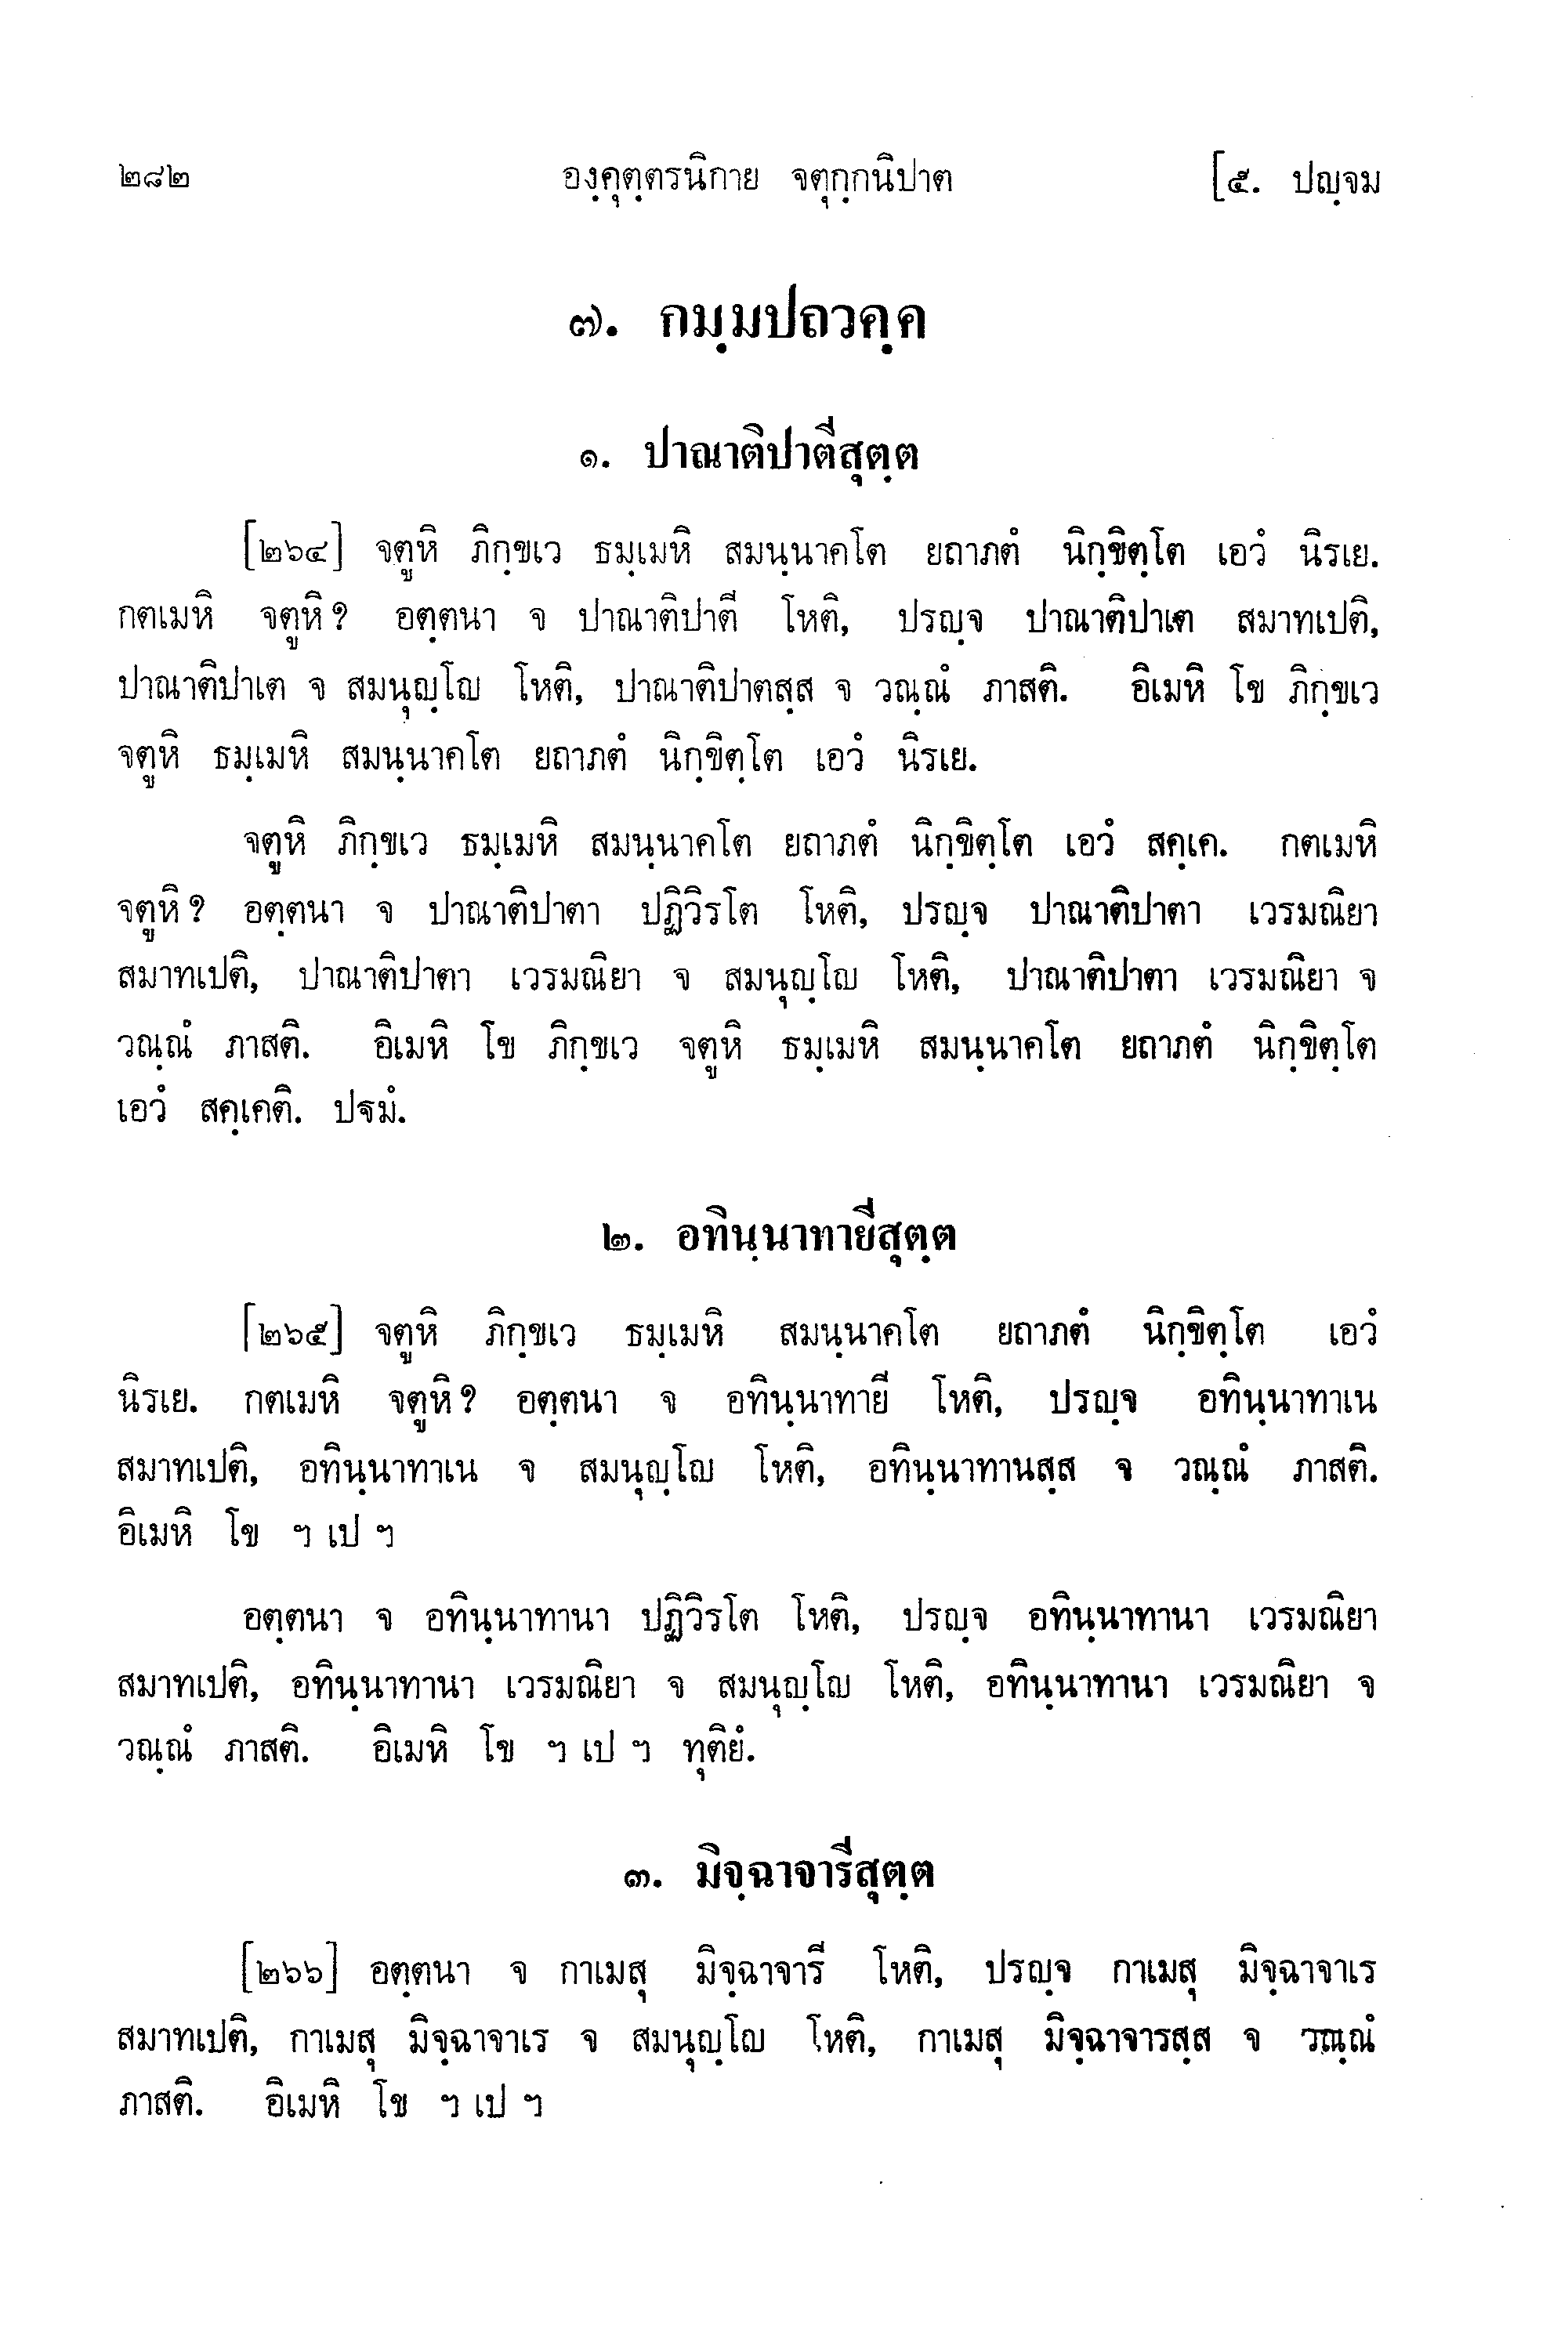 ๒๘๒ องฺคุตฺตรนิกาย จตุกฺกนิปาต [๕. ปญฺจม
๗. กมฺมปถวคฺค
๑. ปาณาติปาตีสุตฺต
[๒๖๔] จตูหิ ภิกฺขเว ธมฺเมหิ สมนฺนาคโต ยถาภตํ นิกฺขิตฺโต เอวํ นิรเย.
กตเมหิ จตูหิ? อตฺตนา จ ปาณาติปาตี โหติ, ปรญฺจ ปาณาติปาเต สมาทเปติ,
ปาณาติปาเต จ สมนุญฺโญ โหติ, ปาณาติปาตสฺส จ วณฺณํ ภาสติ. อิเมหิ โข ภิกฺขเว
จตูหิ ธมฺเมหิ สมนฺนาคโต ยถาภตํ นิกฺขิตฺโต เอวํ นิรเย.
จตูหิ ภิกฺขเว ธมฺเมหิ สมนฺนาคโต ยถาภตํ นิกฺขิตฺโต เอวํ สคฺเค. กตเมหิ
จตูหิ? อตฺตนา จ ปาณาติปาตา ปฏิวิรโต โหติ, ปรญฺจ ปาณาติปาตา เวรมณิยา
สมาทเปติ, ปาณาติปาตา เวรมณิยา จ สมนุญฺโญ โหติ, ปาณาติปาตา เวรมณิยา จ
วณฺณํ ภาสติ. อิเมหิ โข ภิกฺขเว จตูหิ ธมฺเมหิ สมนฺนาคโต ยถาภตํ นิกฺขิตฺโต
เอวํ สคฺเคติ. ปฐมํ.
๒. อทินฺนาทายีสุตฺต
[๒๖๕] จตูหิ ภิกฺขเว ธมฺเมหิ สมนฺนาคโต ยถาภตํ นิกฺขิตฺโต เอวํ
นิรเย. กตเมหิ จตูหิ? อตฺตนา จ อทินฺนาทายี โหติ, ปรญฺจ อทินฺนาทาเน
สมาทเปติ, อทินฺนาทาเน จ สมนุญฺโญ โหติ, อทินฺนาทานสฺส จ วณฺณํ ภาสติ.
อิเมหิ โข ฯ เป ฯ
อตฺตนา จ อทินฺนาทานา ปฏิวิรโต โหติ, ปรญฺจ อทินฺนาทานา เวรมณิยา
สมาทเปติ, อทินฺนาทานา เวรมณิยา จ สมนุญฺโญ โหติ, อทินฺนาทานา เวรมณิยา จ
วณฺณํ ภาสติ. อิเมหิ โข ฯ เป ฯ ทุติยํ.
๓. มิจฺฉาจารีสุตฺต
[๒๖๖] อตฺตนา จ กาเมสุ มิจฺฉาจารี โหติ, ปรญฺจ กาเมสุ มิจฺฉาจาเร
สมาทเปติ, กาเมสุ มิจฺฉาจาเร จ สมนุญฺโญ โหติ, กาเมสุ มิจฺฉาจารสฺส จ วณฺณํ
ภาสติ. อิเมหิ โข ฯ เป ฯ